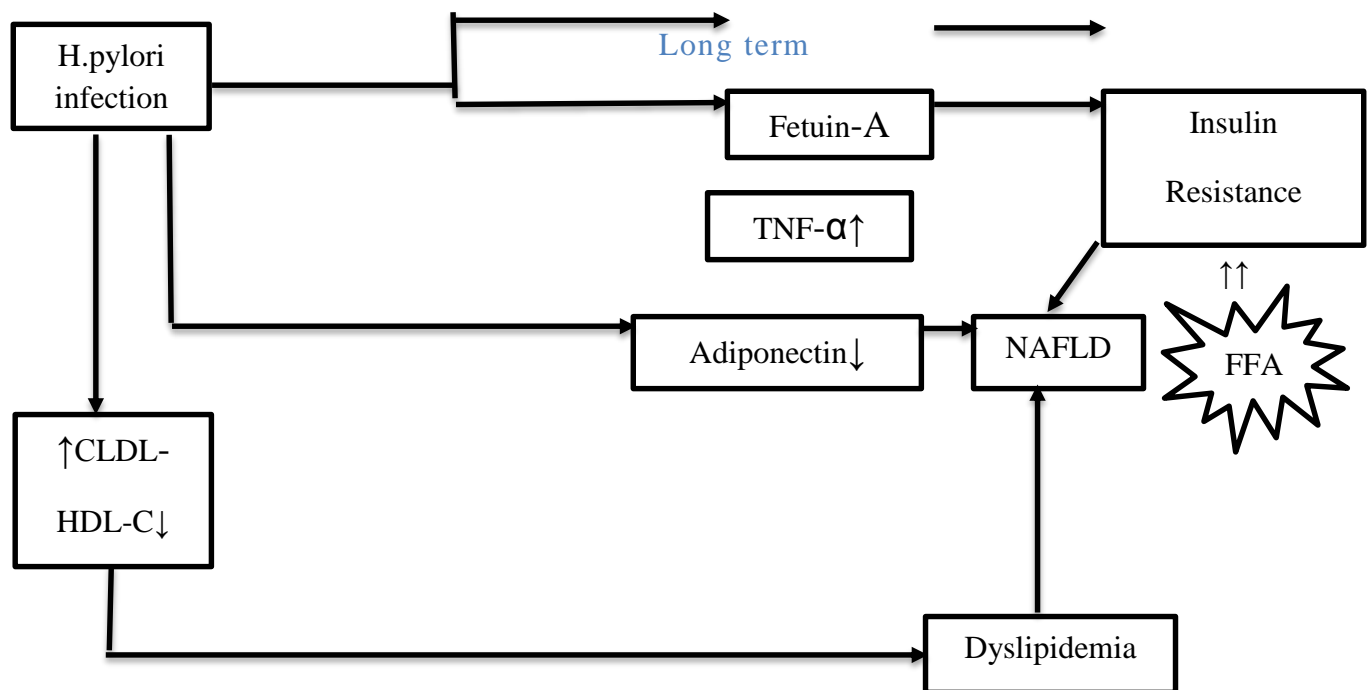 H.pylori
infection
Long term
Fetuin-A
Insulin
Resistance
TNF-α↑
↑↑
Adiponectin↓
NAFLD
FFA
↑CLDL-
HDL-C↓
Dyslipidemia